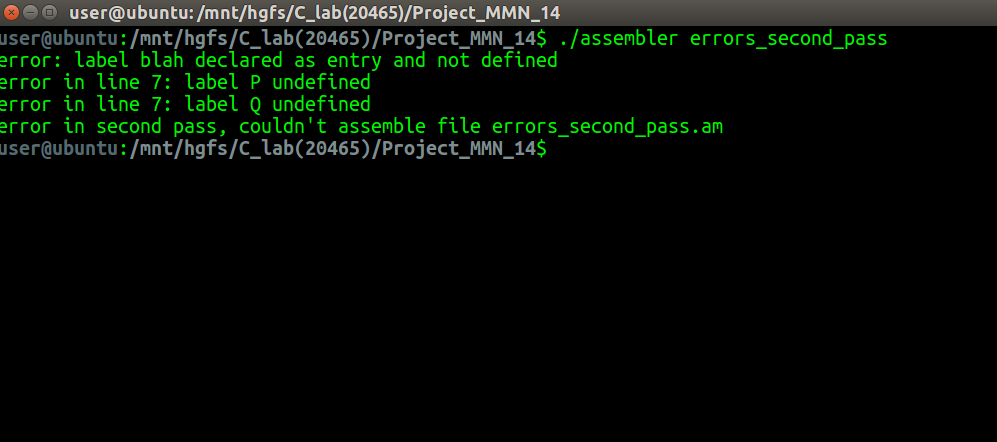 user@ubuntu: /mnt/hgfs/C_lab(20465)/Project_MMN_14
user@ubuntu:/mnt/hgfs/C_lab(20465)/Project_MMN_14$ ./assembler errors_second_pass
error: label blah declared as entry and not defined
error in line 7: label P undefined
error in line 7: label Q undefined
error in second pass, couldn't assemble file errors_second_pass.am
user@ubuntu:/mnt/hgfs/C_lab(20465)/Project_MMN_14$